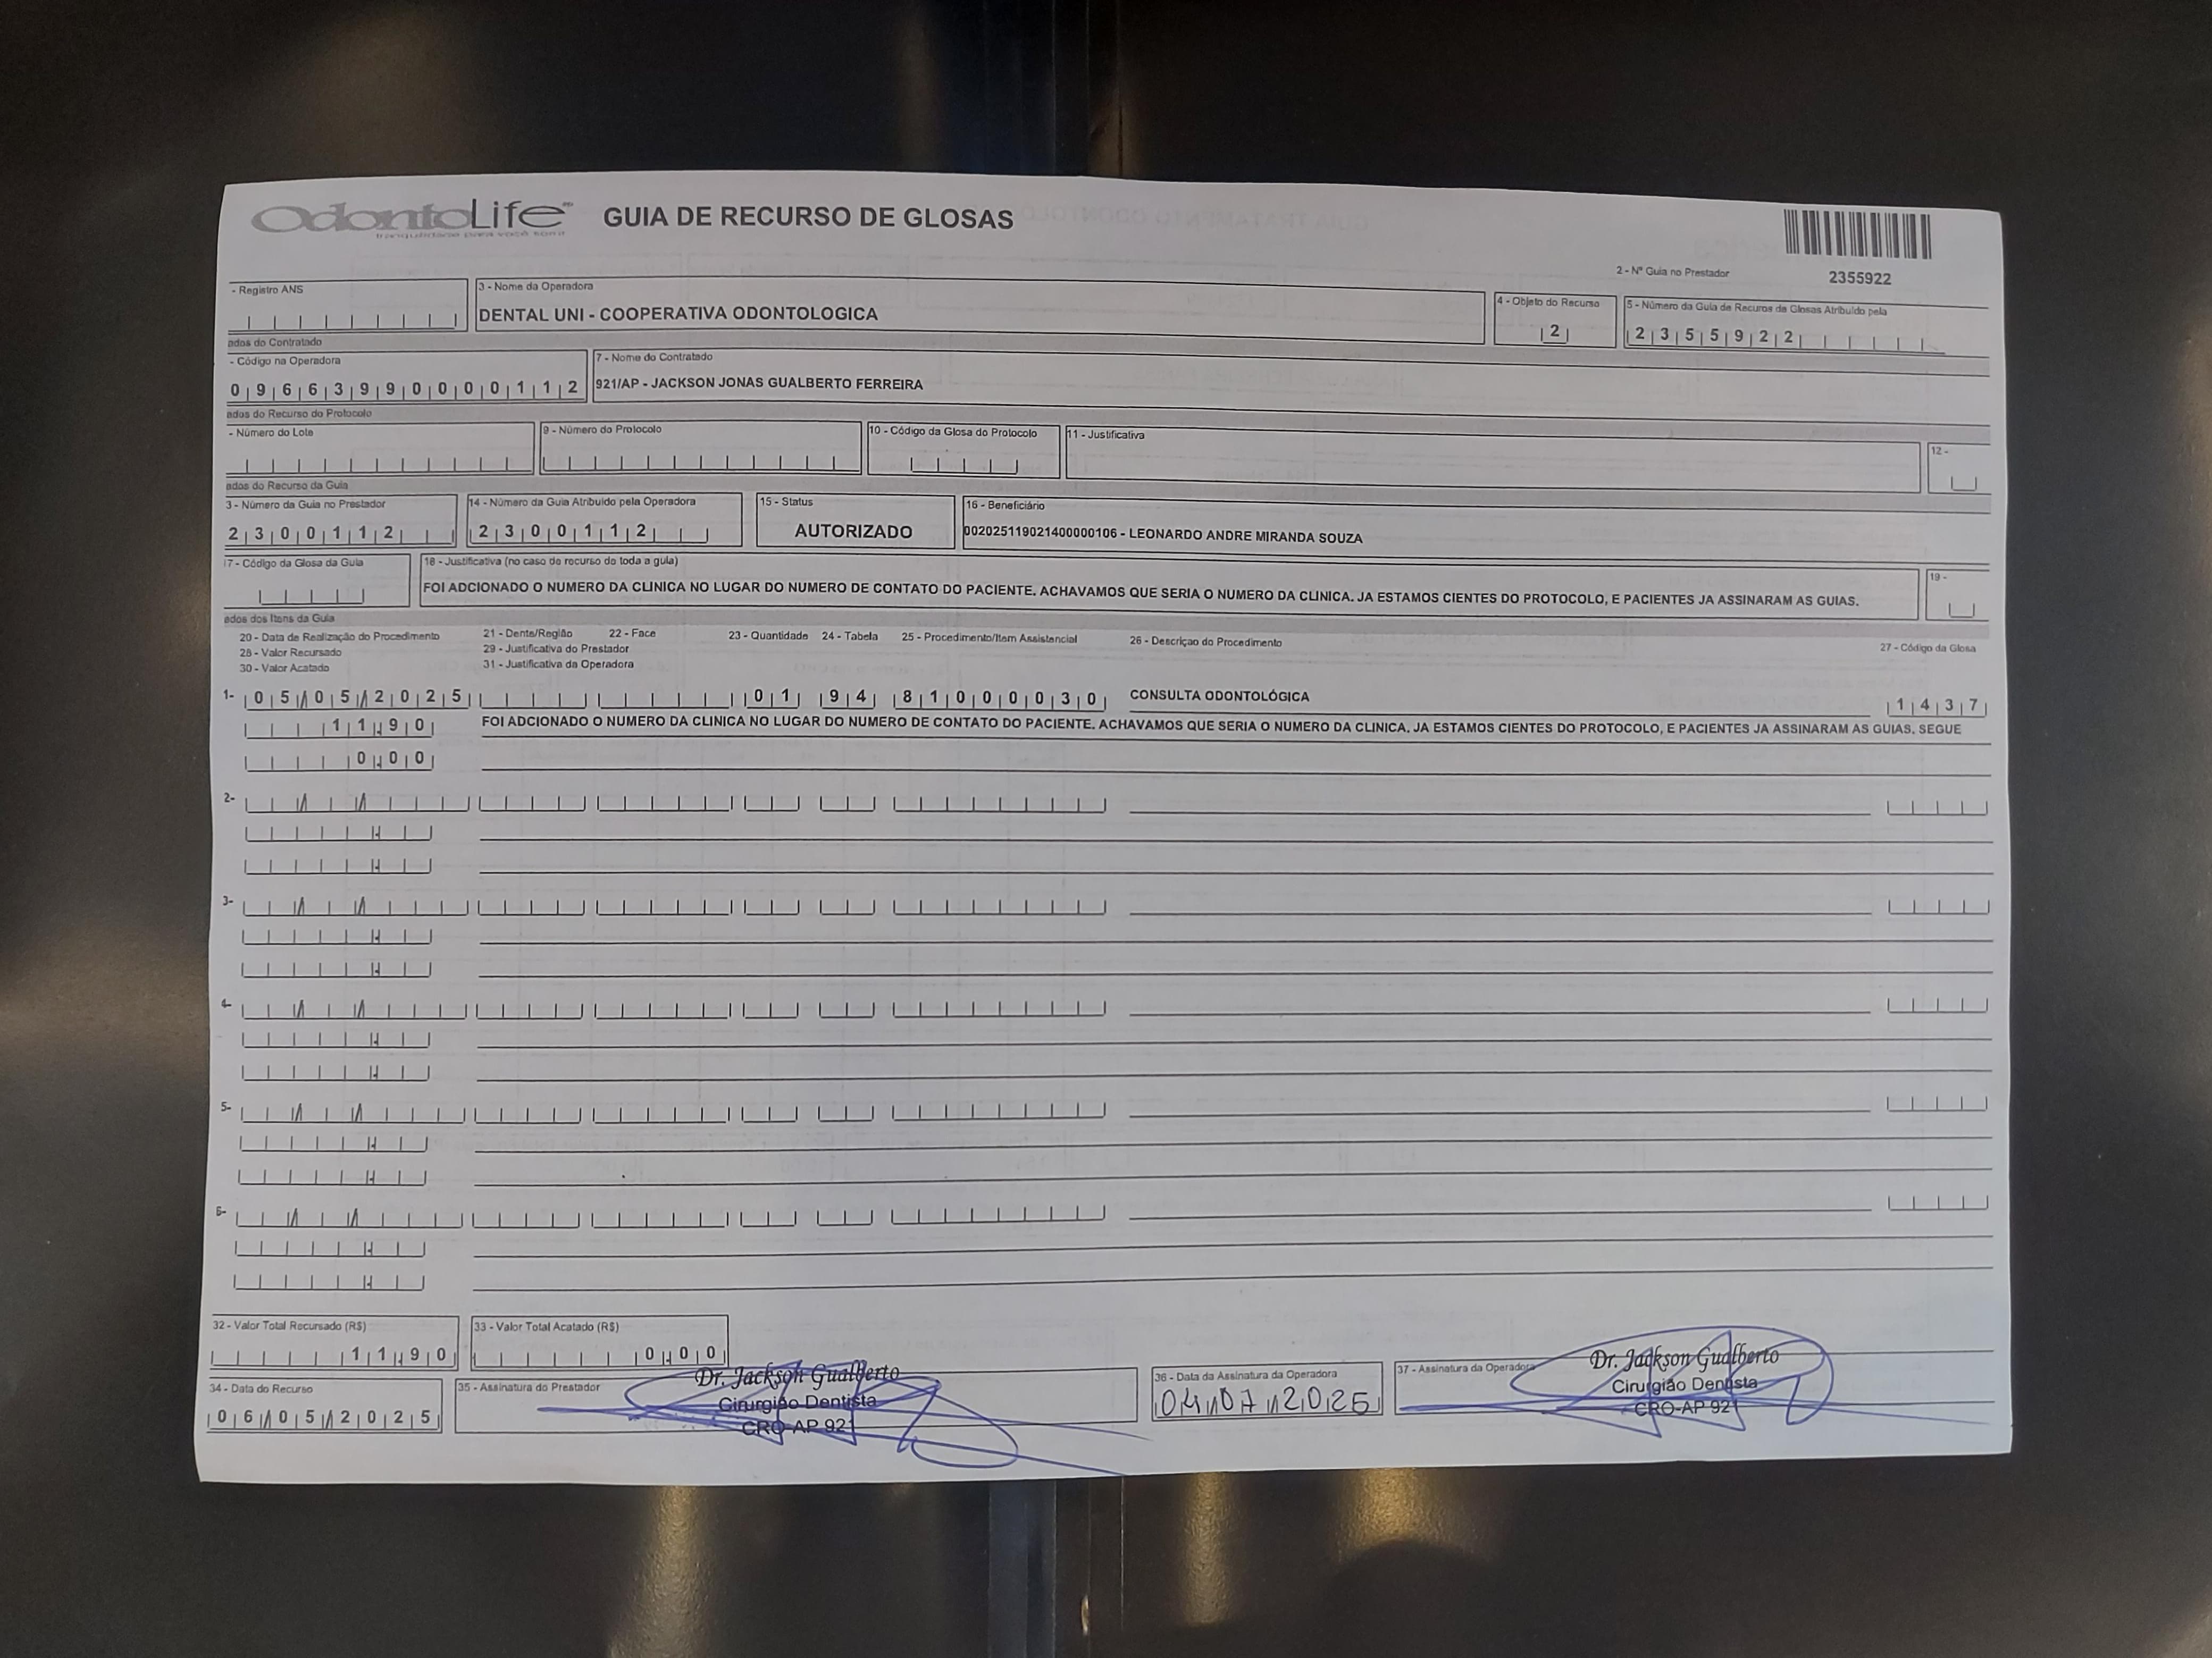 OdontoLife GUIA DE RECURSO DE GLOSAS
2 - Nº Guia no Prestador 2355922
- Registro ANS
3 - Nome da Operadora
DENTAL UNI - COOPERATIVA ODONTOLOGICA
4 - Objeto do Recurso
2
5 - Número da Guia de Recuros de Glosas Atribuído pela
2355922
ados do Contratado
- Código na Operadora
09663990000112
7 - Nome do Contratado
921/AP - JACKSON JONAS GUALBERTO FERREIRA
ados do Recurso do Protocolo
- Número do Lote
9 - Número do Protocolo
10 - Código da Glosa do Protocolo
11 - Justificativa
12 -
ados do Recurso da Guia
3 - Número da Guia no Prestador
2300112
14 - Número da Guia Atribuído pela Operadora
2300112
15 - Status
AUTORIZADO
16 - Beneficiário
002025119021400000106 - LEONARDO ANDRE MIRANDA SOUZA
17 - Código da Glosa da Guia
18 - Justificativa (no caso de recurso de toda a guia)
FOI ADCIONADO O NUMERO DA CLINICA NO LUGAR DO NUMERO DE CONTATO DO PACIENTE. ACHAVAMOS QUE SERIA O NUMERO DA CLINICA. JA ESTAMOS CIENTES DO PROTOCOLO, E PACIENTES JA ASSINARAM AS GUIAS.
19 -
ados dos Itens da Guia
20 - Data de Realização do Procedimento 21 - Dente/Região 22 - Face 23 - Quantidade 24 - Tabela 25 - Procedimento/Item Assistencial 26 - Descriçao do Procedimento 27 - Código da Glosa
28 - Valor Recursado 29 - Justificativa do Prestador
30 - Valor Acatado 31 - Justificativa da Operadora
1- 05/05/2025 01 94 81000030 CONSULTA ODONTOLÓGICA 1437
11,90 FOI ADCIONADO O NUMERO DA CLINICA NO LUGAR DO NUMERO DE CONTATO DO PACIENTE. ACHAVAMOS QUE SERIA O NUMERO DA CLINICA. JA ESTAMOS CIENTES DO PROTOCOLO, E PACIENTES JA ASSINARAM AS GUIAS. SEGUE
0,00
2-
3-
4-
5-
6-
32 - Valor Total Recursado (R$)
11,90
33 - Valor Total Acatado (R$)
0,00
34 - Data do Recurso
06/05/2025
35 - Assinatura do Prestador
Dr. Jackson Gualberto
Cirurgião Dentista
CRO-AP 921
36 - Data da Assinatura da Operadora
04/07/2025
37 - Assinatura da Operadora
Dr. Jackson Gualberto
Cirurgião Dentista
CRO-AP 921